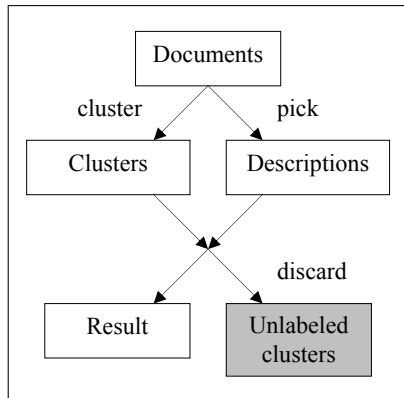 Documents
cluster
pick
Clusters
Descriptions
discard
Result
Unlabeled
clusters